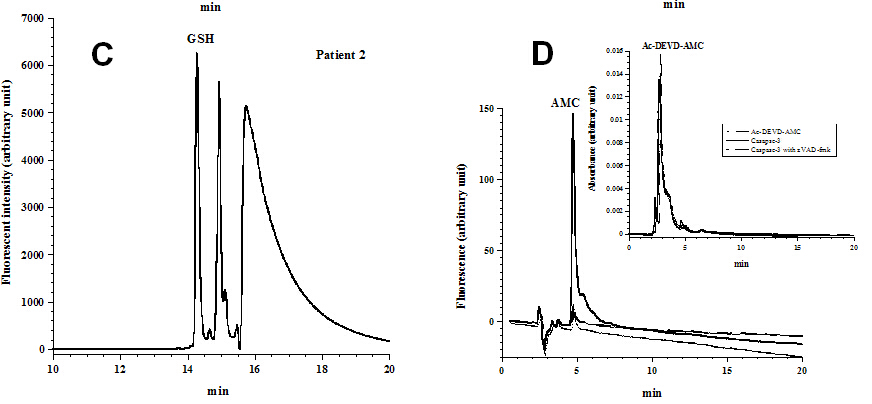 min
min
C
GSH
Patient 2
Fluorescent intensity (arbitrary unit)
7000
6000
5000
4000
3000
2000
1000
0
10
12
14
16
18
20
min
D
AMC
Fluorescence (arbitrary unit)
150
100
50
0
0
5
10
15
20
min
Ac-DEVD-AMC
Absorbance (arbitrary unit)
0.016
0.014
0.012
0.01
0.008
0.006
0.004
0.002
0
0
5
10
15
20
min
Ac-DEVD-AMC
Caspase-3
Caspase-3 with zVAD-fmk